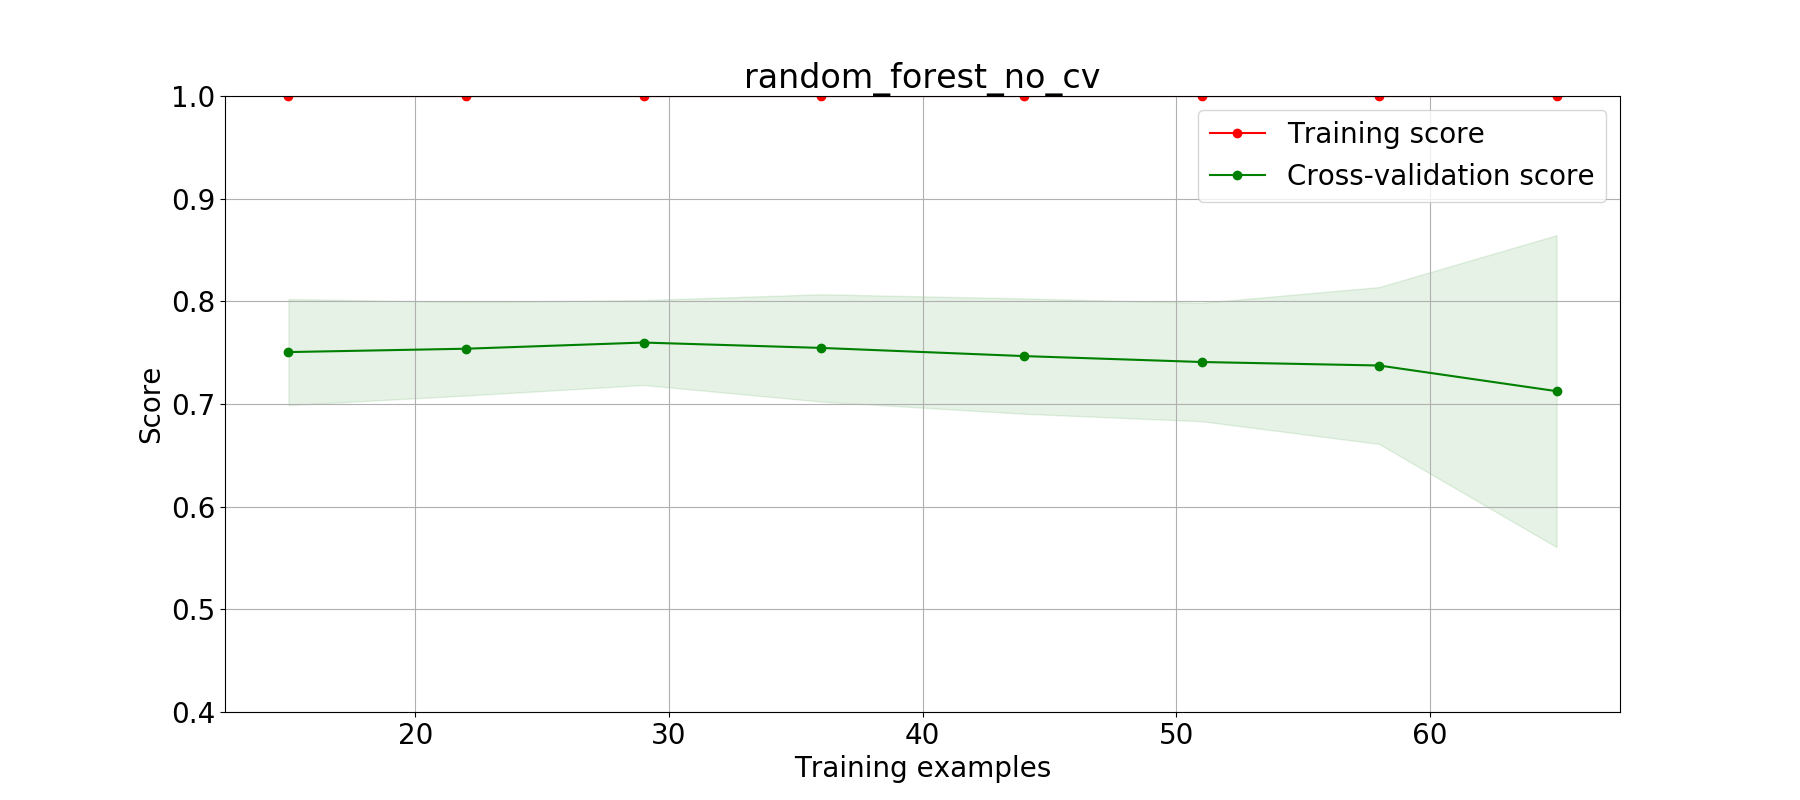 random_forest_no_cv
Training score
Cross-validation score
1.0
0.9
0.8
0.7
0.6
0.5
0.4
Score
20 30 40 50 60
Training examples